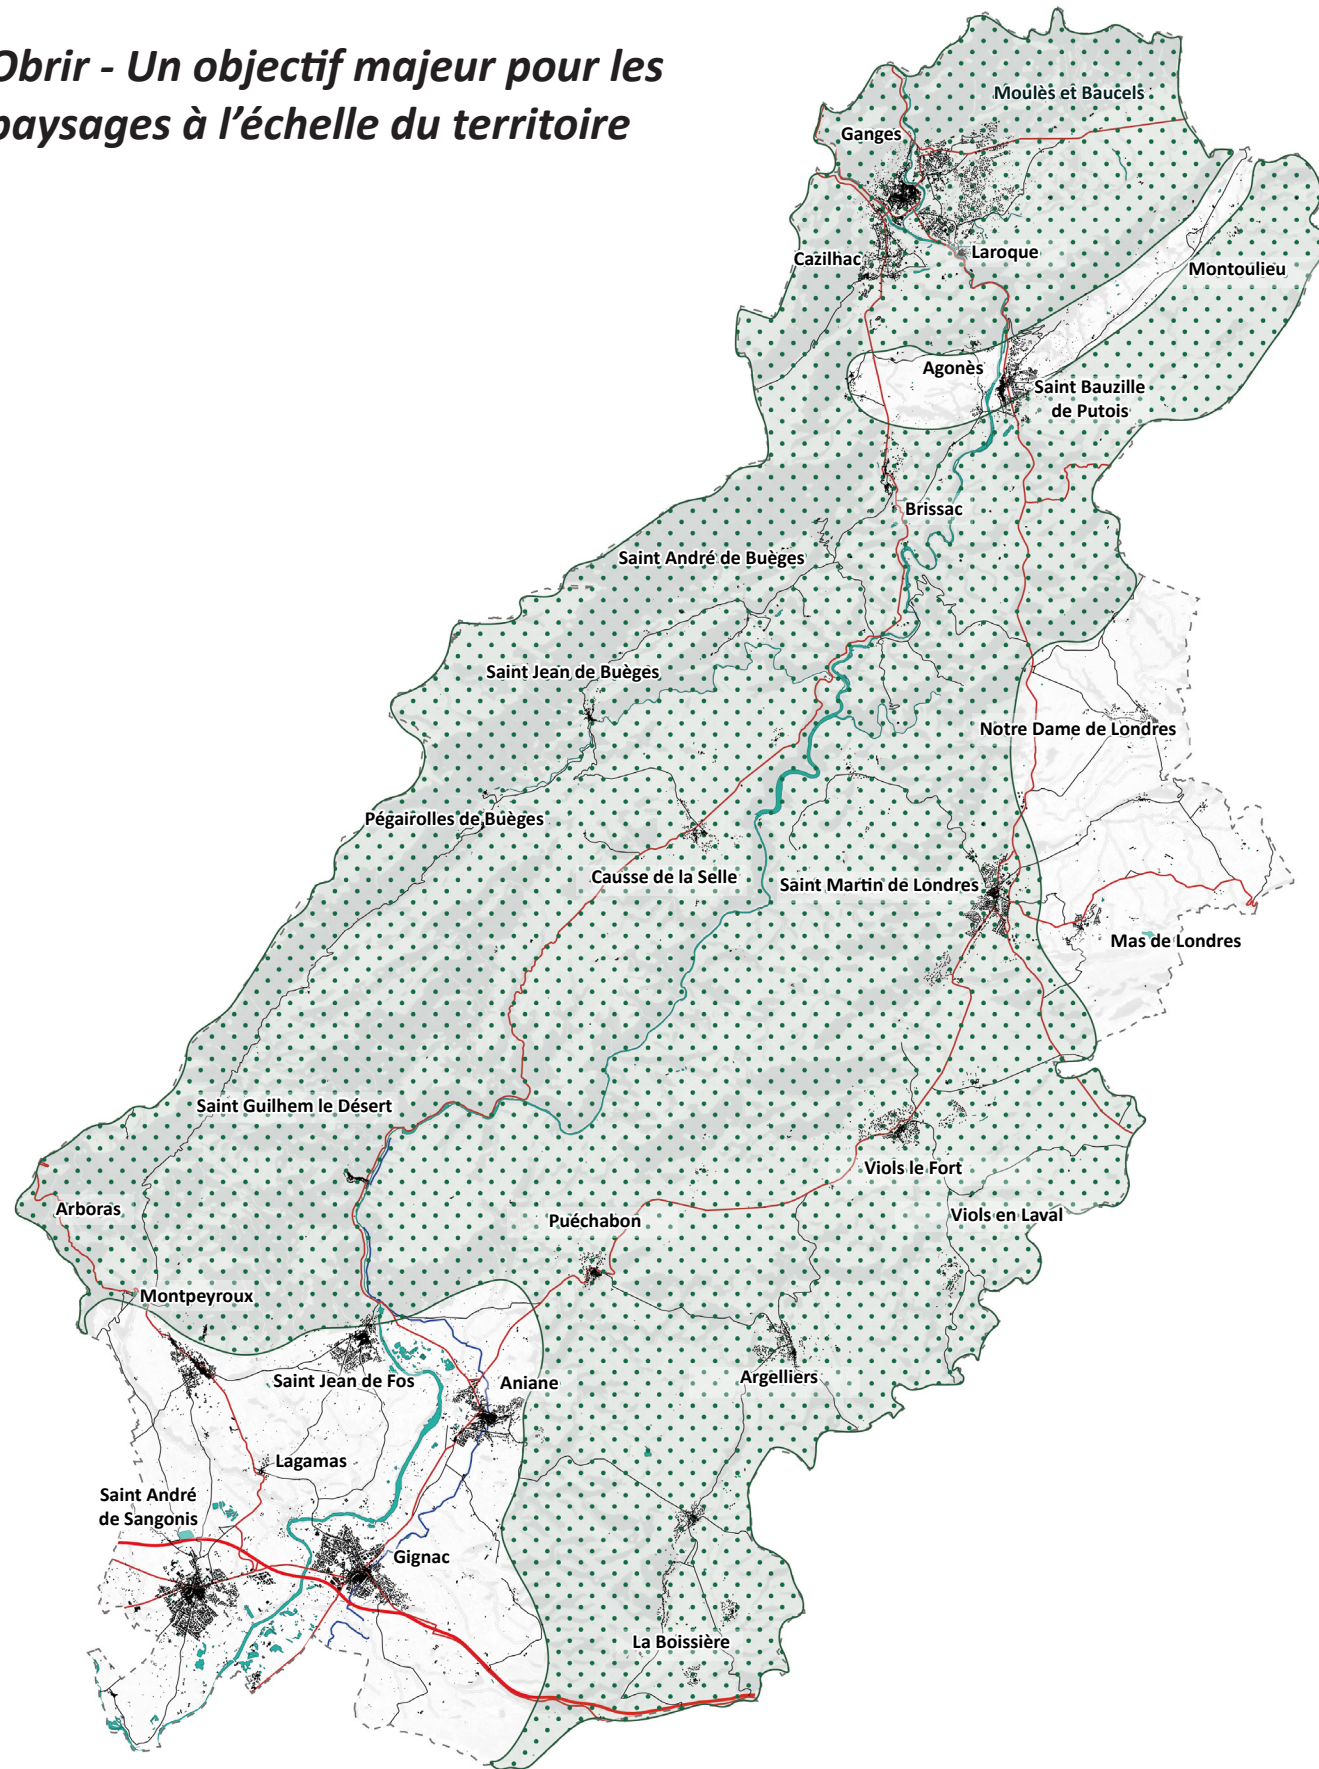 Obrir - Un objectif majeur pour les
paysages à l'échelle du territoire
Moulès et Baucels
Ganges
Laroque
Cazilhac
Montoulieu
Agonès
Saint Bauzille
de Putois
Brissac
Saint André de Buèges
Saint Jean de Buèges
Notre Dame de Londres
Pégairolles de Buèges
Causse de la Selle
Saint Martin de Londres
Mas de Londres
Saint Guilhem le Désert
Viols le Fort
Arboras
Puéchabon
Viols en Laval
Montpeyroux
Saint Jean de Fos
Aniane
Argelliers
Lagamas
Saint André
de Sangonis
Gignac
La Boissière